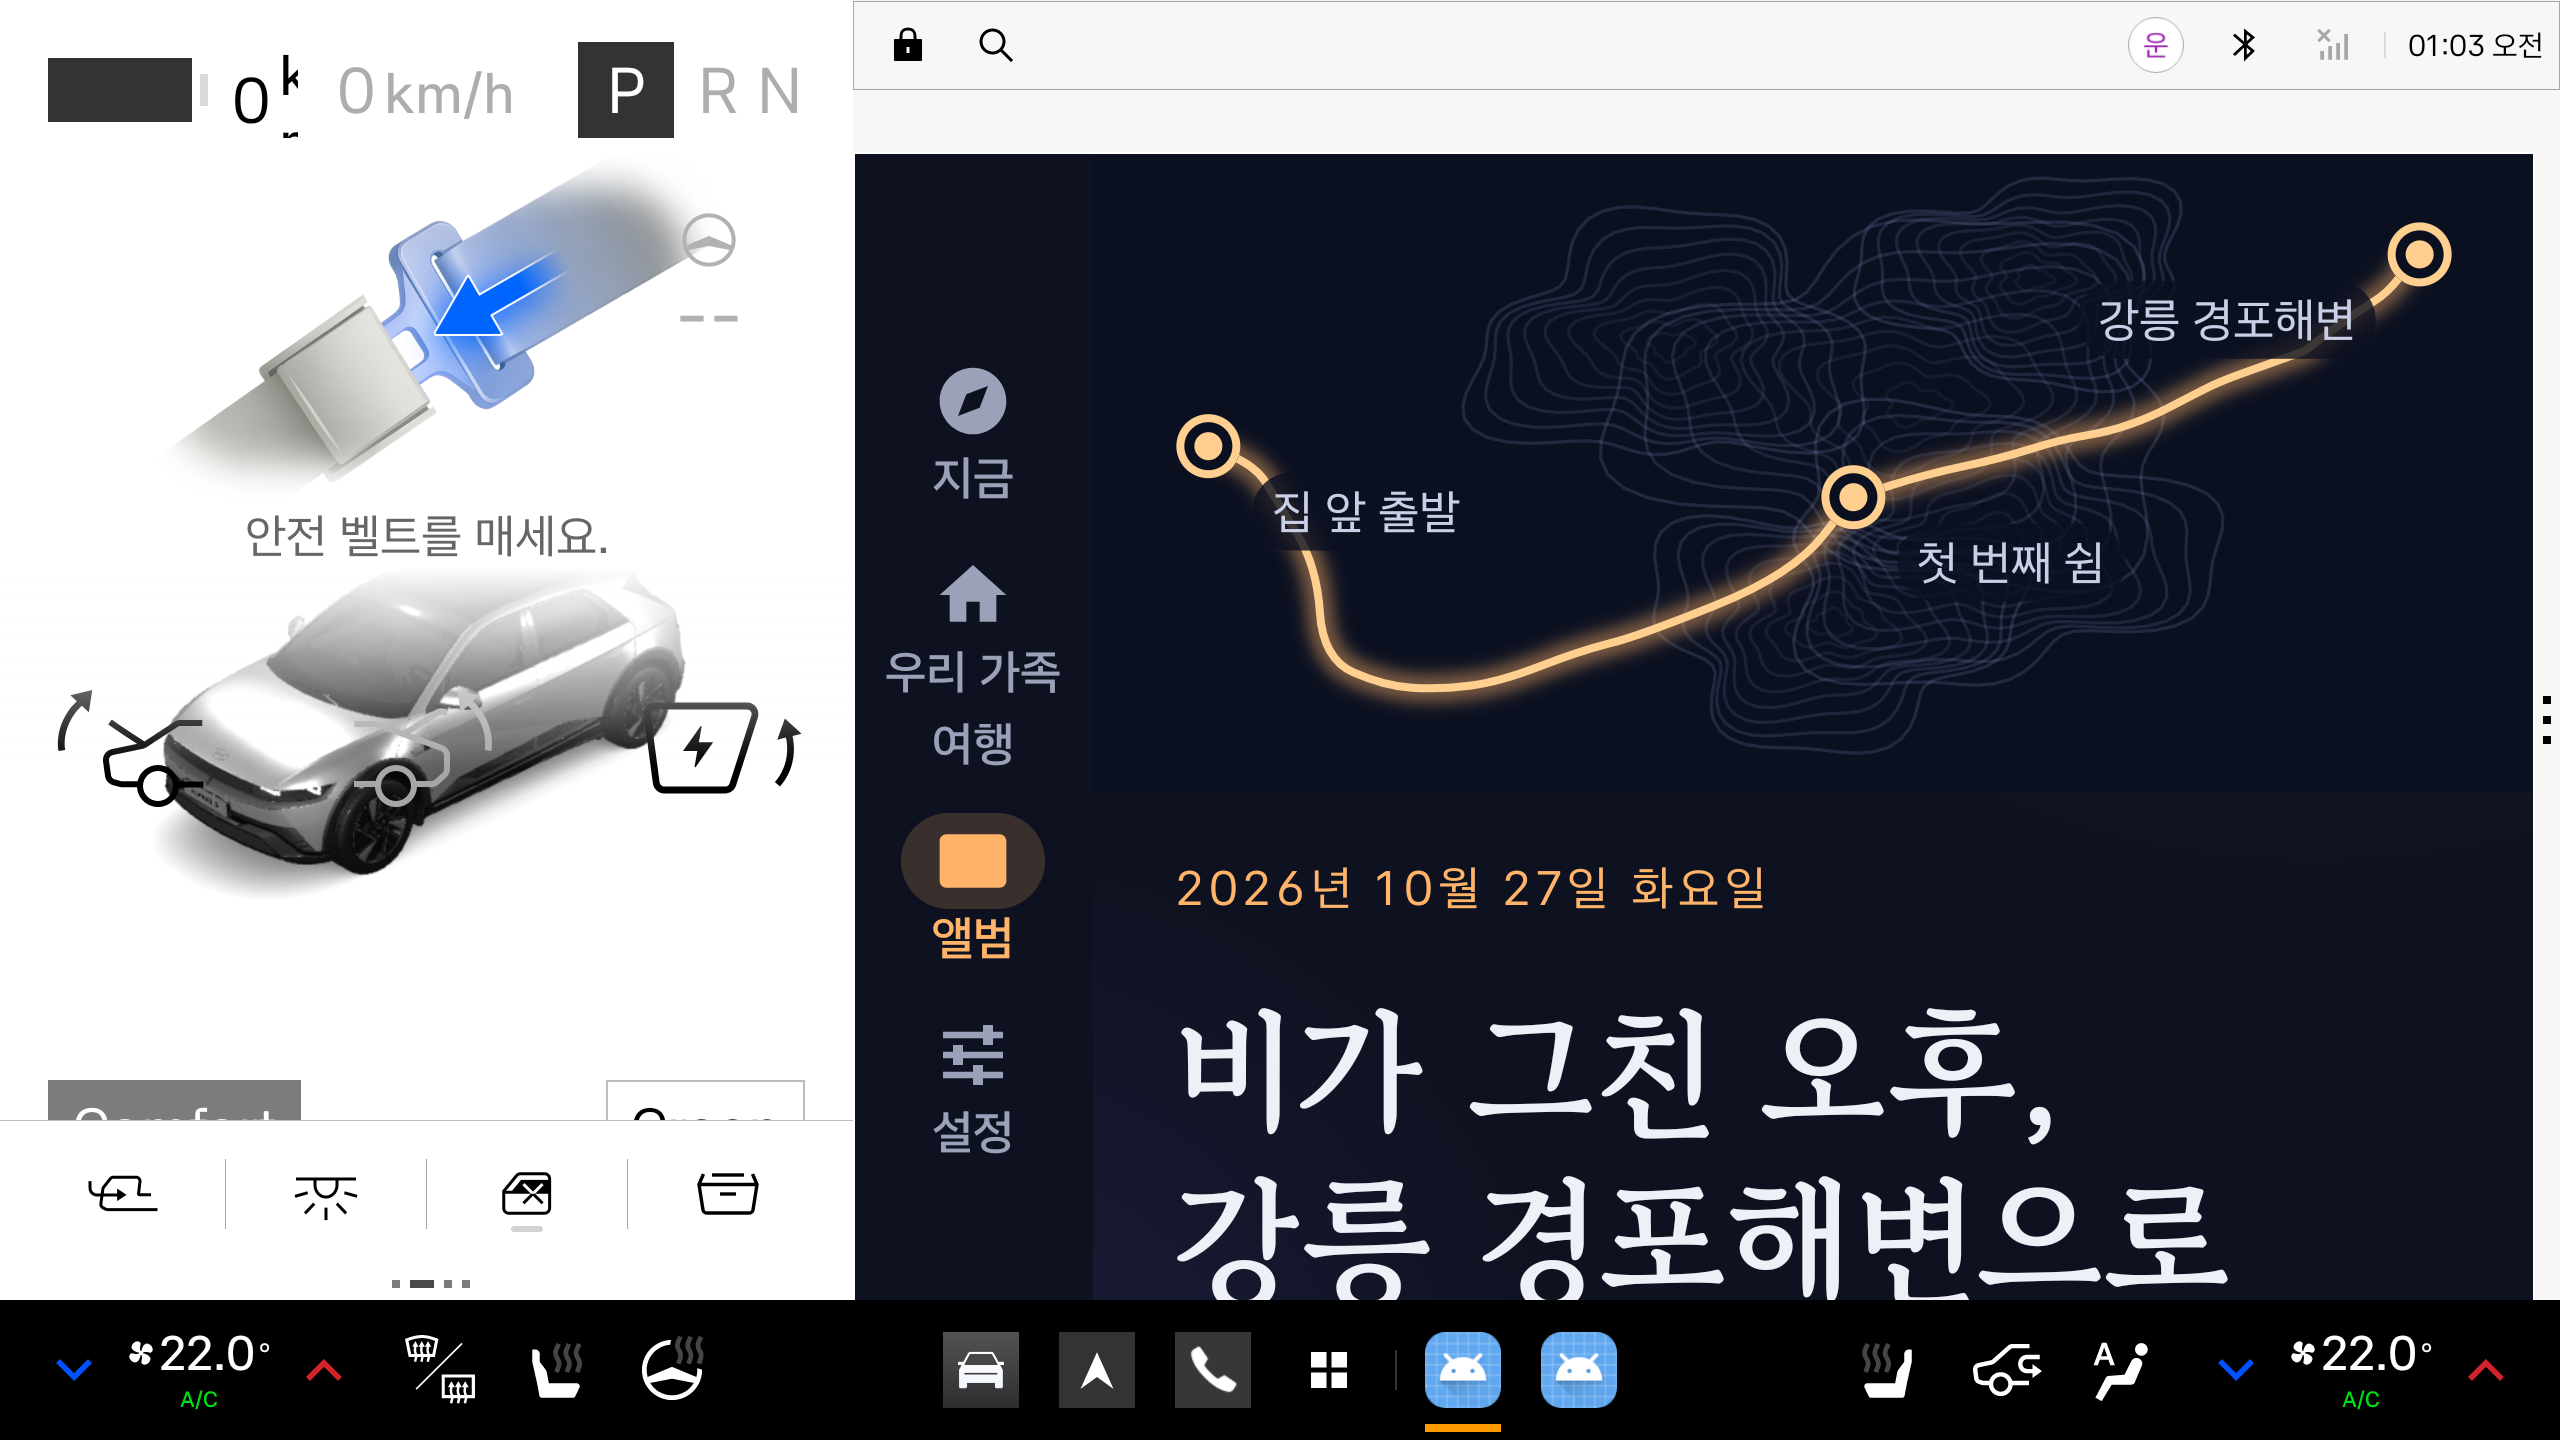 0
0 km/h
P R N
안전 벨트를 매세요.
운
01:03 오전
지금
우리 가족
여행
앨범
설정
강릉 경포해변
집 앞 출발
첫 번째 쉼
2026년 10월 27일 화요일
비가 그친 오후,
강릉 경포해변으로
22.0°
A/C
A
22.0°
A/C